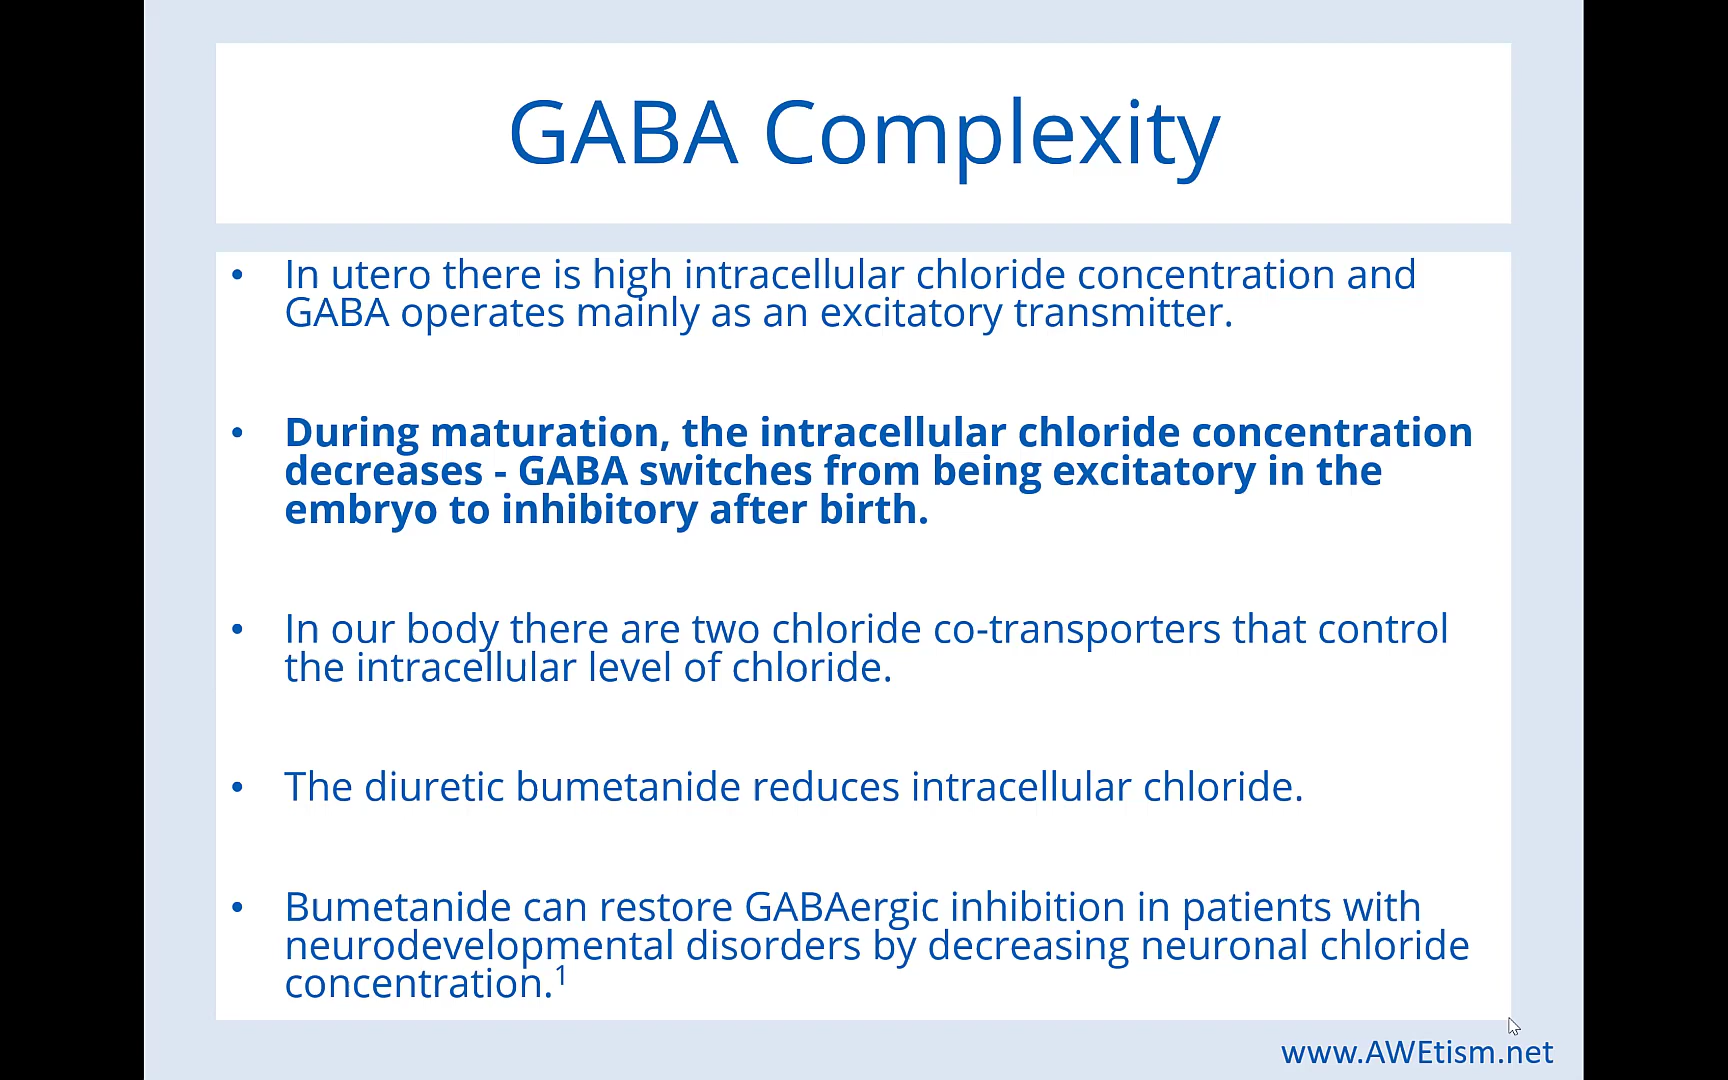 GABA Complexity
• In utero there is high intracellular chloride concentration and
GABA operates mainly as an excitatory transmitter.
• During maturation, the intracellular chloride concentration
decreases - GABA switches from being excitatory in the
embryo to inhibitory after birth.
• In our body there are two chloride co-transporters that control
the intracellular level of chloride.
• The diuretic bumetanide reduces intracellular chloride.
• Bumetanide can restore GABAergic inhibition in patients with
neurodevelopmental disorders by decreasing neuronal chloride
concentration.¹
www.AWEtism.net